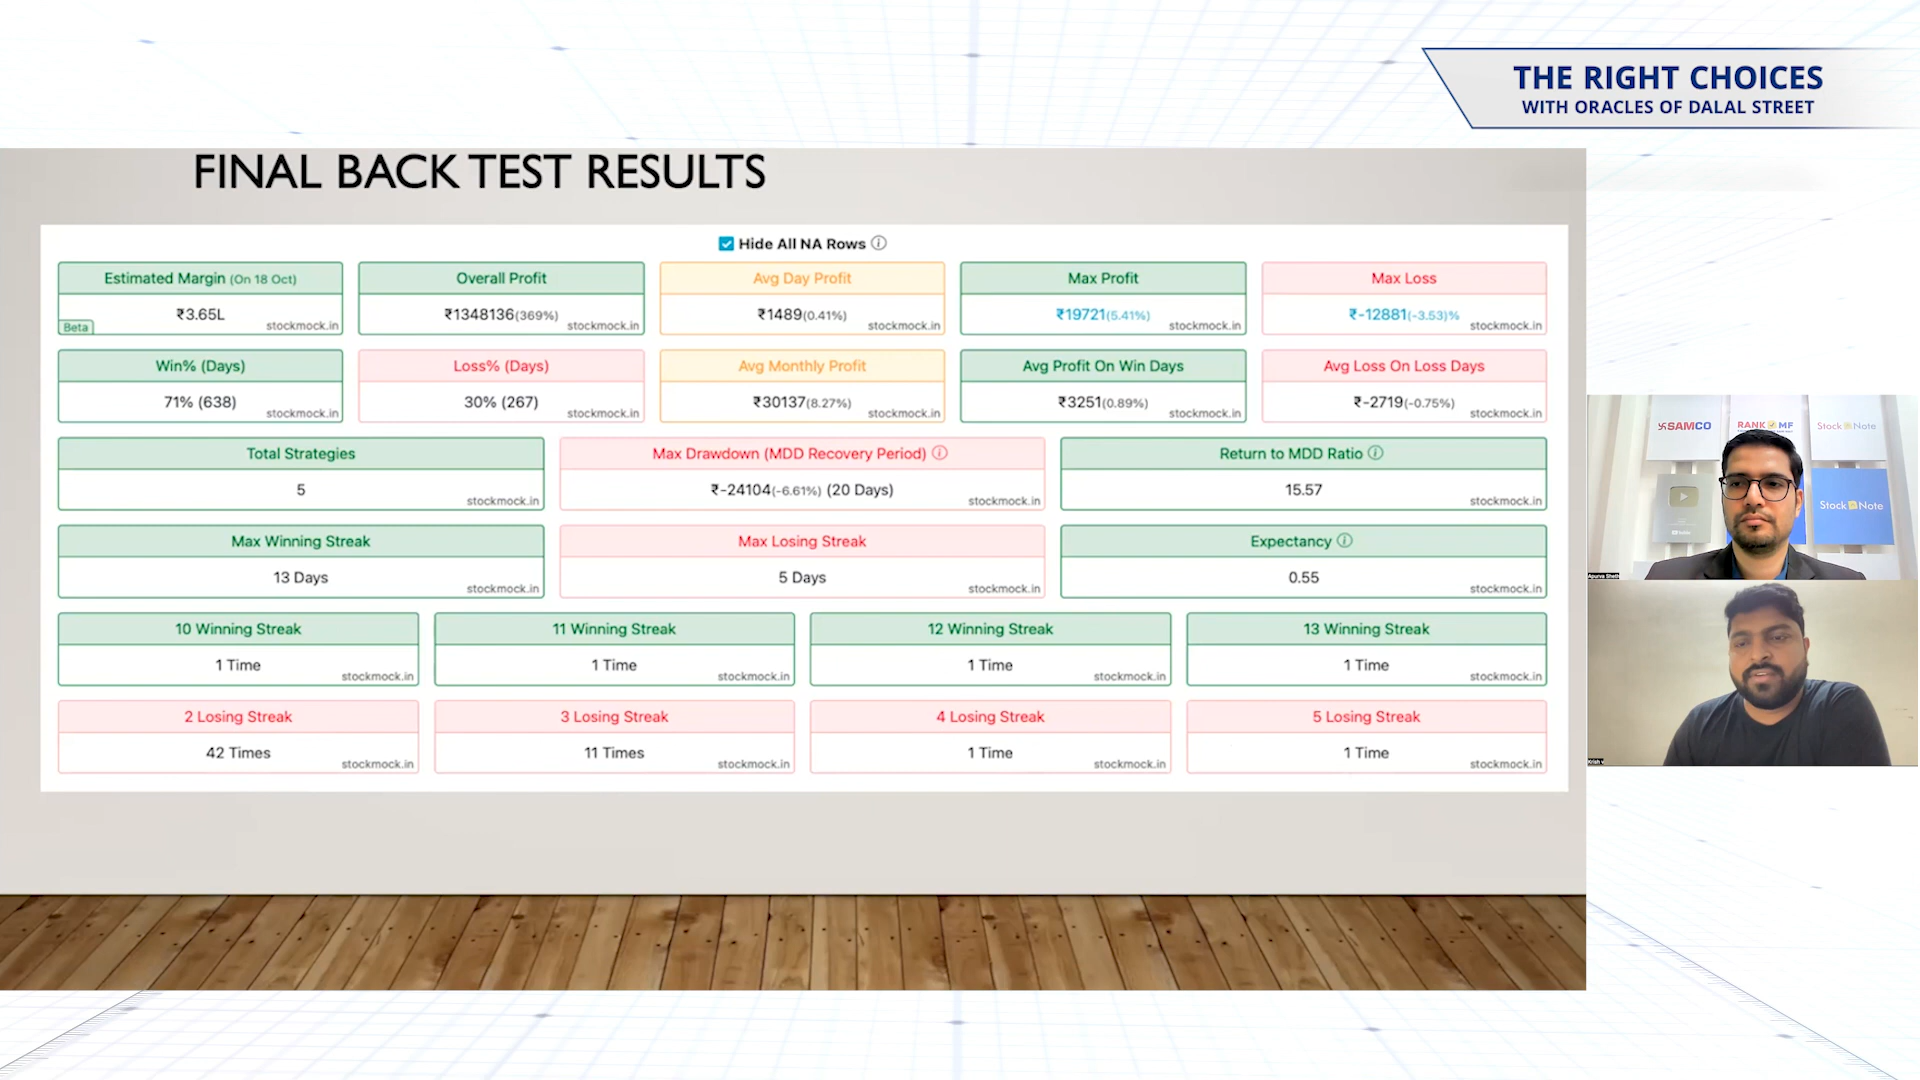 THE RIGHT CHOICES
WITH ORACLES OF DALAL STREET
FINAL BACK TEST RESULTS
Hide All NA Rows
Estimated Margin (On 18 Oct)
₹3.65L
Beta
stockmock.in
Overall Profit
₹1348136(369%)
stockmock.in
Avg Day Profit
₹1489(0.41%)
stockmock.in
Max Profit
₹19721(5.41%)
stockmock.in
Max Loss
₹-12881(-3.53)%
stockmock.in
Win% (Days)
71% (638)
stockmock.in
Loss% (Days)
30% (267)
stockmock.in
Avg Monthly Profit
₹30137(8.27%)
stockmock.in
Avg Profit On Win Days
₹3251(0.89%)
stockmock.in
Avg Loss On Loss Days
₹-2719(-0.75%)
stockmock.in
Total Strategies
5
stockmock.in
Max Drawdown (MDD Recovery Period)
₹-24104(-6.61%) (20 Days)
stockmock.in
Return to MDD Ratio
15.57
stockmock.in
Max Winning Streak
13 Days
stockmock.in
Max Losing Streak
5 Days
stockmock.in
Expectancy
0.55
stockmock.in
10 Winning Streak
1 Time
stockmock.in
11 Winning Streak
1 Time
stockmock.in
12 Winning Streak
1 Time
stockmock.in
13 Winning Streak
1 Time
stockmock.in
2 Losing Streak
42 Times
stockmock.in
3 Losing Streak
11 Times
stockmock.in
4 Losing Streak
1 Time
stockmock.in
5 Losing Streak
1 Time
stockmock.in
SAMCO
RANK MF
Stock Note
Stock Note
Apurva Sheth
Krish v